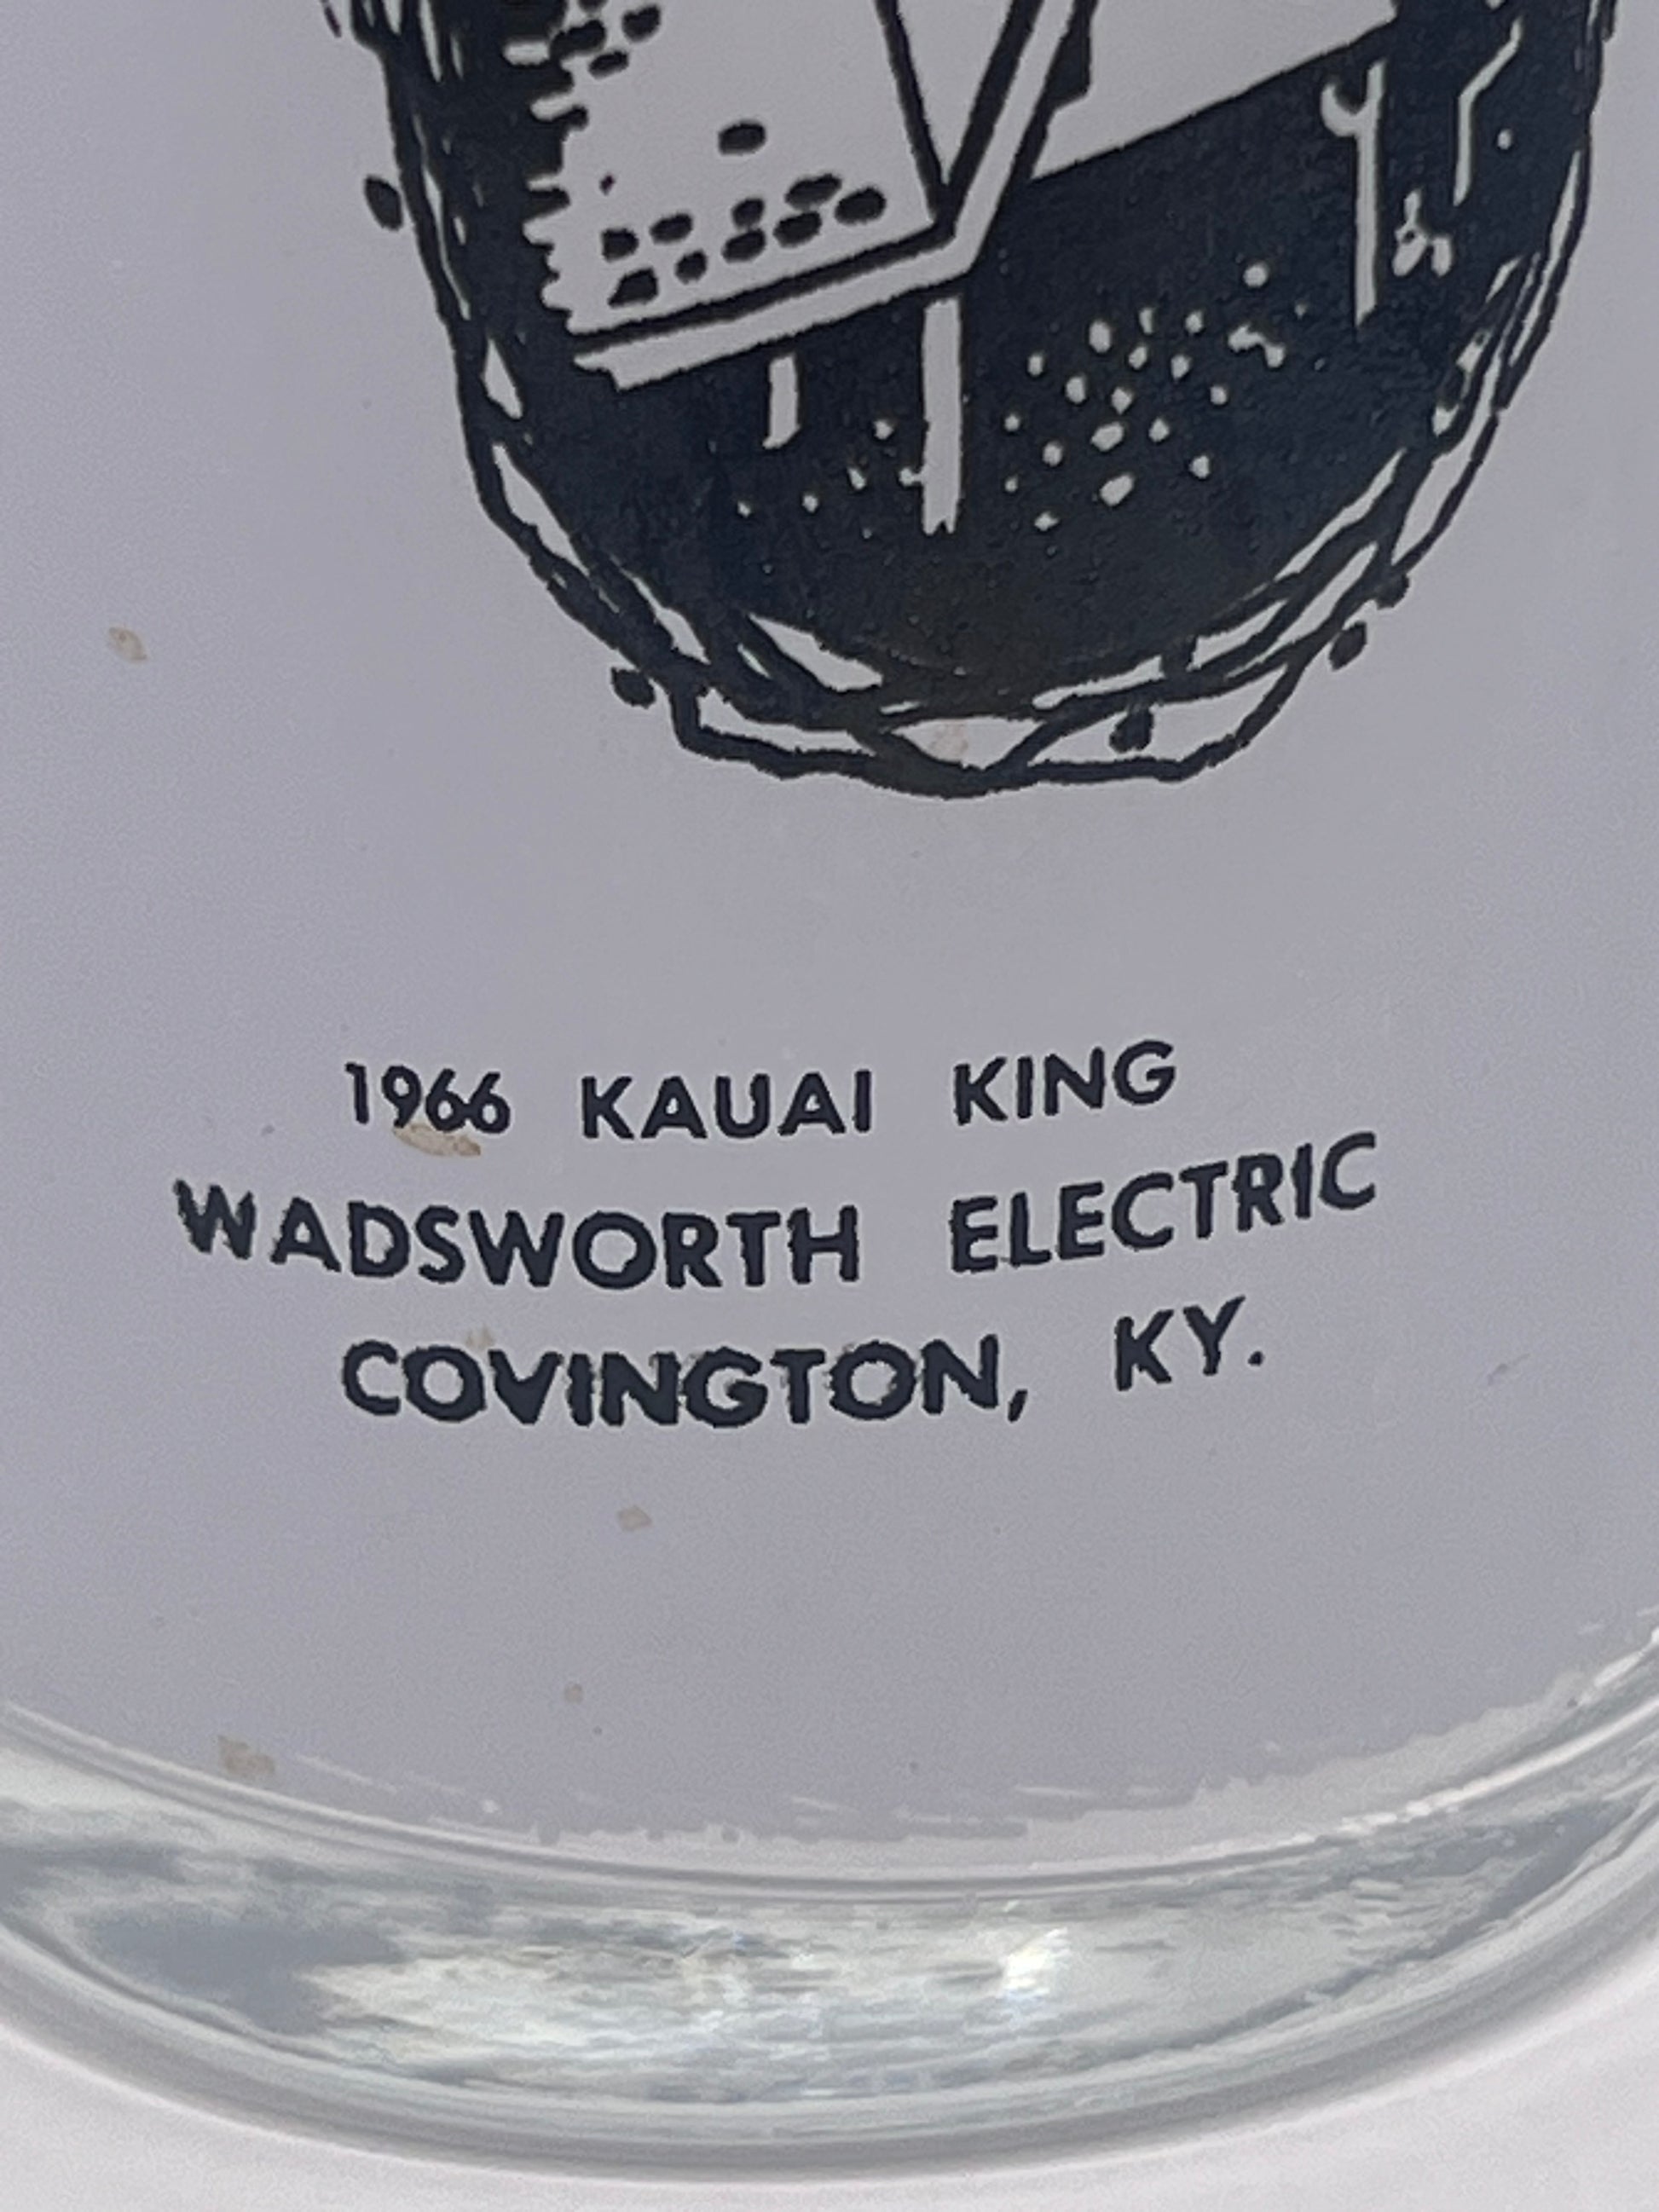 1966 KAUAI KING
WADSWORTH ELECTRIC
COVINGTON, KY.